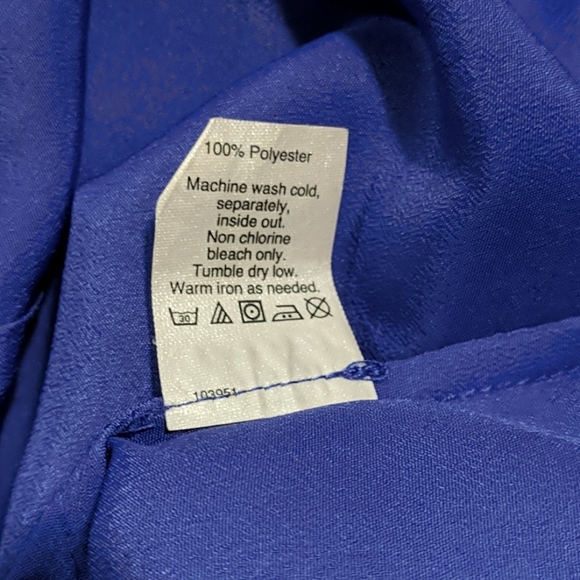 100% Polyester
Machine wash cold,
separately,
inside out.
Non chlorine
bleach only.
Tumble dry low.
Warm iron as needed.
30
103951